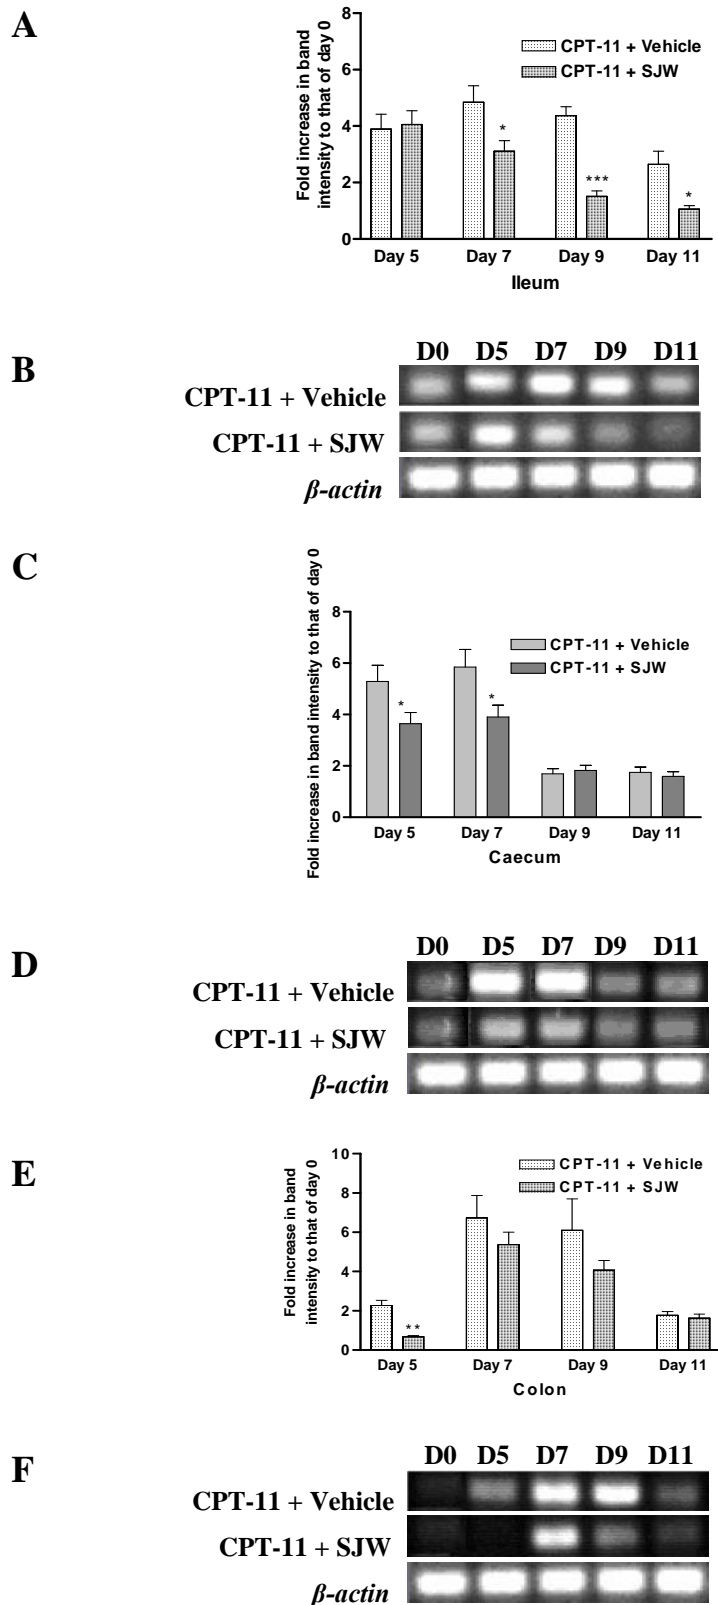 A
Fold increase in band
intensity to that of day 0
8
6
4
2
0
CPT-11 + Vehicle
CPT-11 + SJW
*
***
*
Day 5 Day 7 Day 9 Day 11
Ileum
B
D0 D5 D7 D9 D11
CPT-11 + Vehicle
CPT-11 + SJW
β-actin
C
Fold increase in band intensity to that of day 0
8
6
4
2
0
CPT-11 + Vehicle
CPT-11 + SJW
*
*
Day 5 Day 7 Day 9 Day 11
Caecum
D
D0 D5 D7 D9 D11
CPT-11 + Vehicle
CPT-11 + SJW
β-actin
E
Fold increase in band
intensity to that of day 0
10
8
6
4
2
0
CPT-11 + Vehicle
CPT-11 + SJW
**
Day 5 Day 7 Day 9 Day 11
Colon
F
D0 D5 D7 D9 D11
CPT-11 + Vehicle
CPT-11 + SJW
β-actin